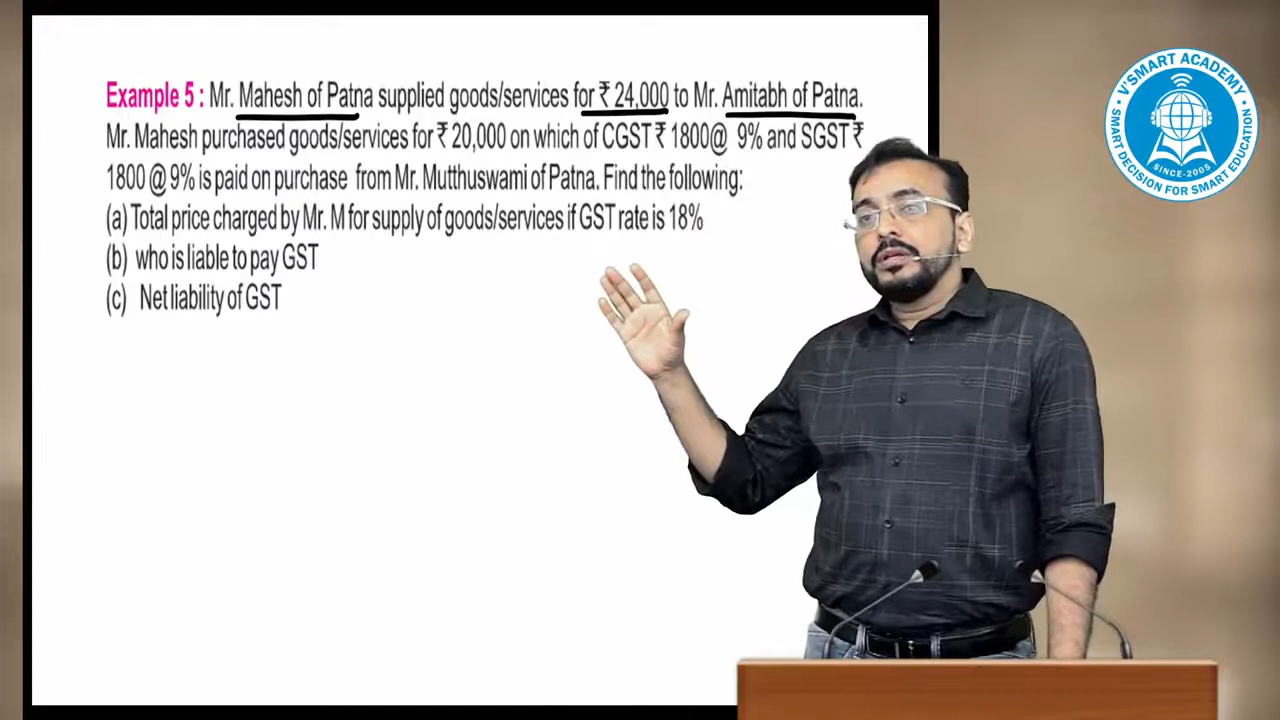 Example 5 : Mr. Mahesh of Patna supplied goods/services for ₹ 24,000 to Mr. Amitabh of Patna.
Mr. Mahesh purchased goods/services for ₹ 20,000 on which of CGST ₹ 1800@ 9% and SGST ₹
1800 @ 9% is paid on purchase from Mr. Mutthuswami of Patna. Find the following:
(a) Total price charged by Mr. M for supply of goods/services if GST rate is 18%
(b) who is liable to pay GST
(c) Net liability of GST
V'SMART ACADEMY
SINCE-2005
SMART DECISION FOR SMART EDUCATION